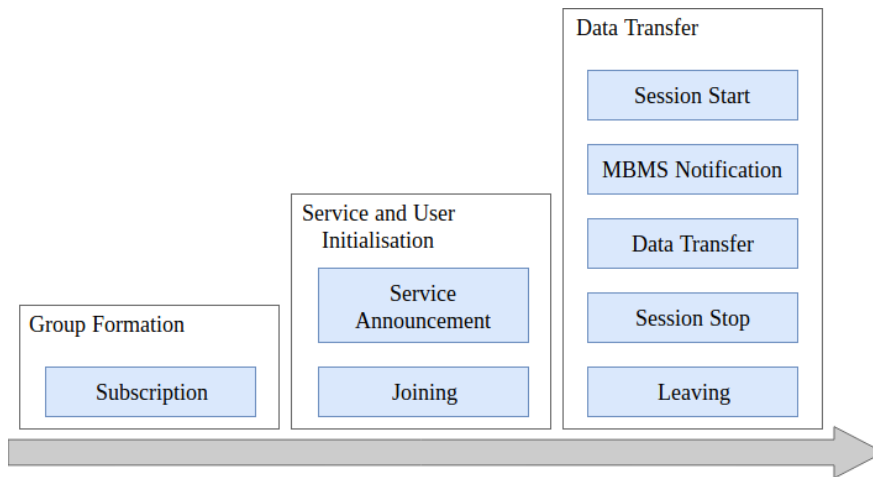 Group Formation
Subscription
Service and User
Initialisation
Service
Announcement
Joining
Data Transfer
Session Start
MBMS Notification
Data Transfer
Session Stop
Leaving